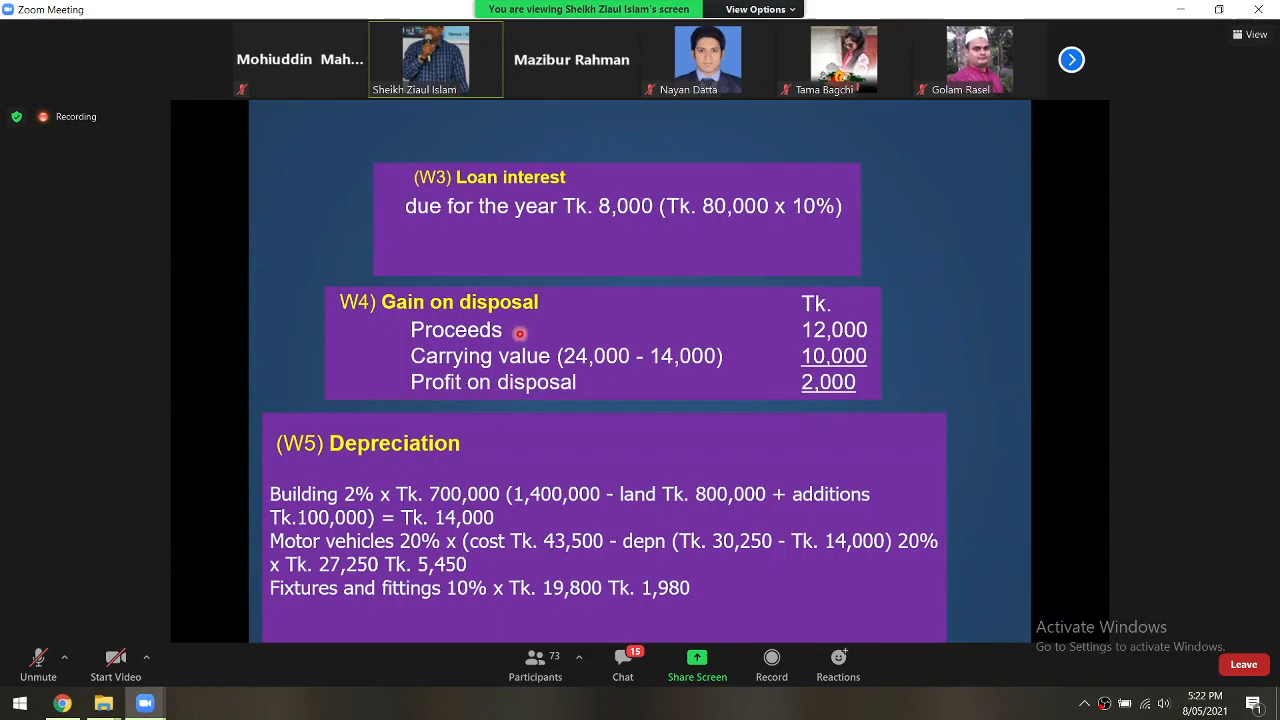 Zoom Meeting
You are viewing Sheikh Ziaul Islam's screen
View Options
Mohiuddin Mah...
Sheikh Ziaul Islam
Mazibur Rahman
Nayan Datta
Tama Bagchi
Golam Rasel
View
Recording
(W3) Loan interest
due for the year Tk. 8,000 (Tk. 80,000 x 10%)
W4) Gain on disposal Tk.
Proceeds 12,000
Carrying value (24,000 - 14,000) 10,000
Profit on disposal 2,000
(W5) Depreciation
Building 2% x Tk. 700,000 (1,400,000 - land Tk. 800,000 + additions
Tk.100,000) = Tk. 14,000
Motor vehicles 20% x (cost Tk. 43,500 - depn (Tk. 30,250 - Tk. 14,000) 20%
x Tk. 27,250 Tk. 5,450
Fixtures and fittings 10% x Tk. 19,800 Tk. 1,980
Activate Windows
Go to Settings to activate Windows.
Unmute
Start Video
73
Participants
15
Chat
Share Screen
Record
Reactions
Leave
5:22 PM
8/05/2021
1